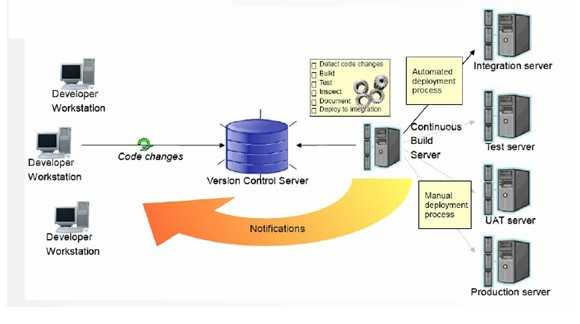 Developer
Workstation
Developer
Workstation
Developer
Workstation
Code changes
Version Control Server
Detect code changes
Build
Test
Inspect
Document
Deploy to integration
Automated
deployment
process
Continuous
Build
Server
Manual
deployment
process
Notifications
Integration server
Test server
UAT server
Production server